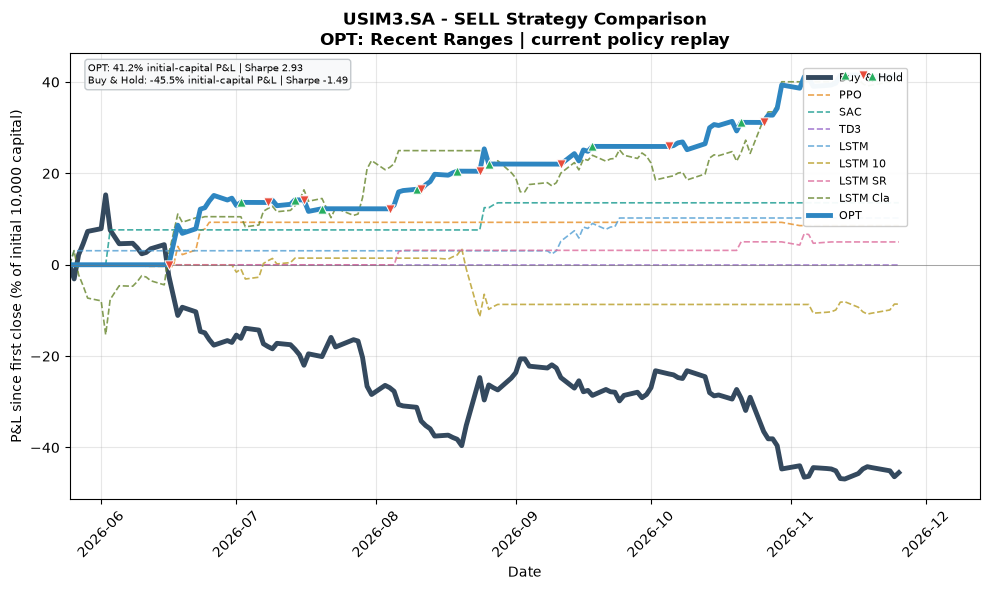 USIM3.SA - SELL Strategy Comparison
OPT: Recent Ranges | current policy replay
OPT: 41.2% initial-capital P&L | Sharpe 2.93
Buy & Hold: -45.5% initial-capital P&L | Sharpe -1.49
Buy & Hold
PPO
SAC
TD3
LSTM
LSTM 10
LSTM SR
LSTM Cla
OPT
P&L since first close (% of initial 10,000 capital)
40
20
0
−20
−40
2026-06
2026-07
2026-08
2026-09
2026-10
2026-11
2026-12
Date